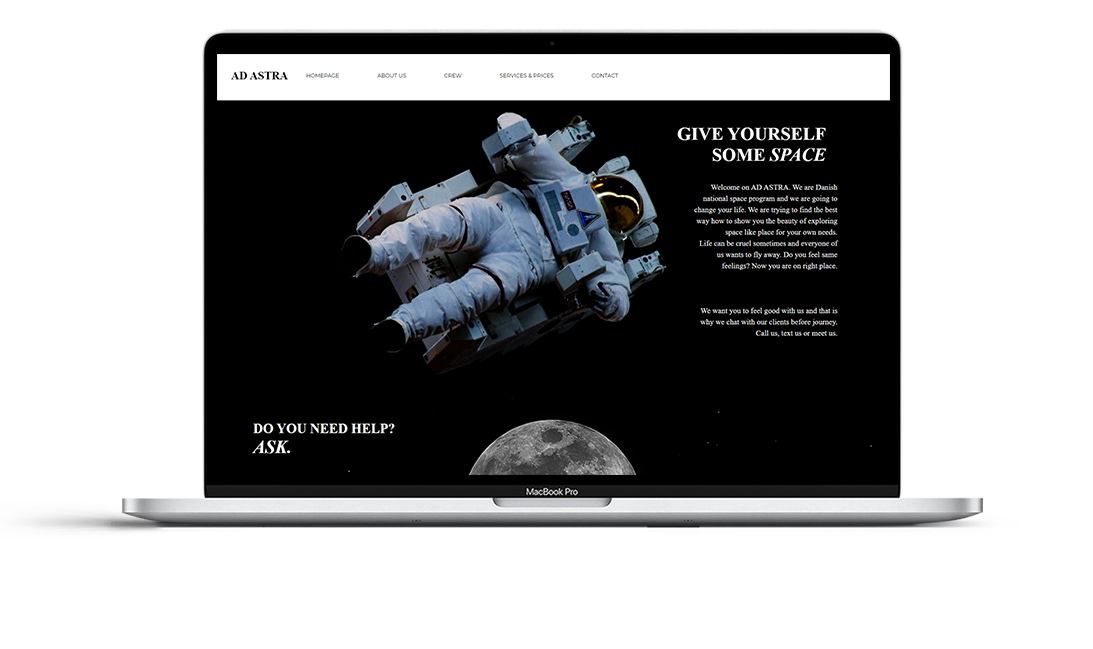 AD ASTRA HOMEPAGE ABOUT US CREW SERVICES & PRICES CONTACT
GIVE YOURSELF
SOME SPACE
Welcome on AD ASTRA. We are Danish
national space program and we are going to
change your life. We are trying to find the best
way how to show you the beauty of exploring
space like place for your own needs.
Life can be cruel sometimes and everyone of
us wants to fly away. Do you feel same
feelings? Now you are on right place.
We want you to feel good with us and that is
why we chat with our clients before journey.
Call us, text us or meet us.
DO YOU NEED HELP?
ASK.
MacBook Pro